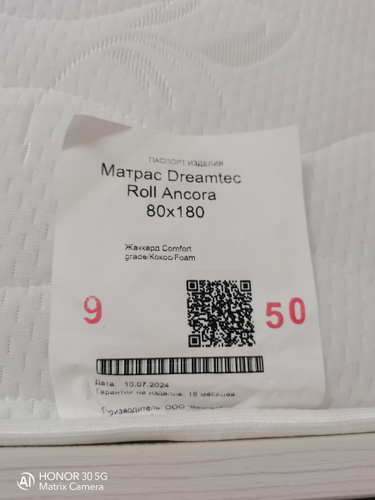 ПАСПОРТ ИЗДЕЛИЯ
Матрас Dreamtec
Roll Ancora
80x180
Жаккард Comfort
grade/Кокос/Foam
9
50
Дата: 10.07.2024
Гарантия на изделие: 18 месяцев
Производитель: ООО
HONOR 30 5G
Matrix Camera